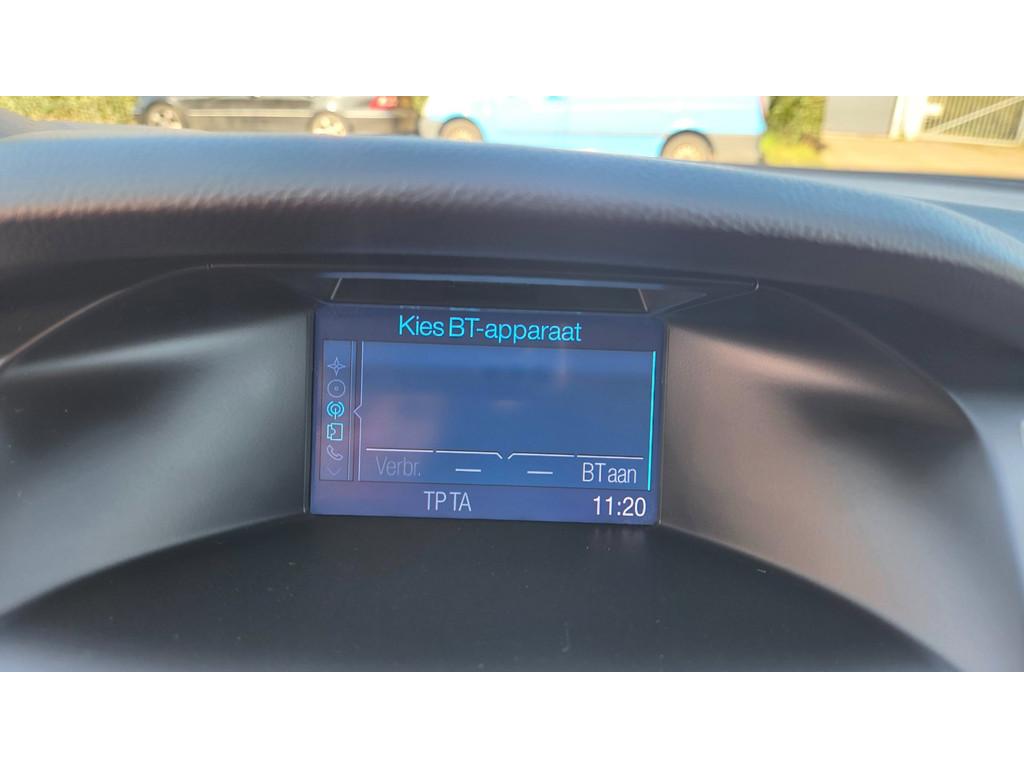 Kies BT-apparaat
Verbr. BT aan
TP TA 11:20